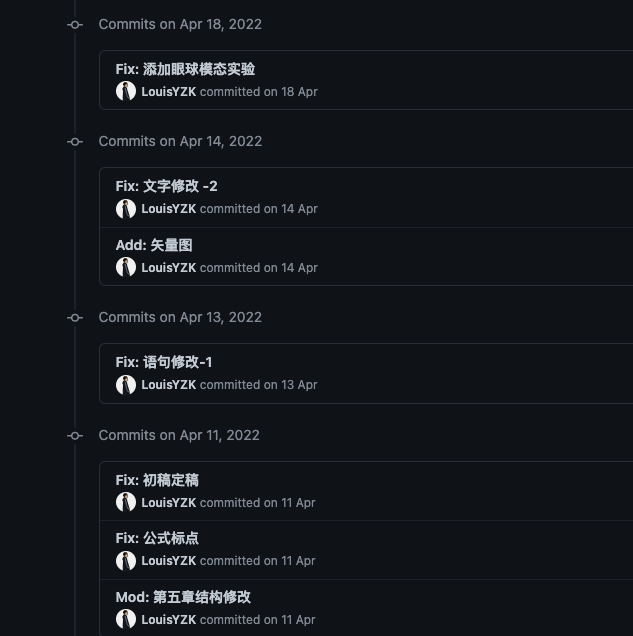 Commits on Apr 18, 2022
Fix: 添加眼球模态实验
LouisYZK committed on 18 Apr
Commits on Apr 14, 2022
Fix: 文字修改 -2
LouisYZK committed on 14 Apr
Add: 矢量图
LouisYZK committed on 14 Apr
Commits on Apr 13, 2022
Fix: 语句修改-1
LouisYZK committed on 13 Apr
Commits on Apr 11, 2022
Fix: 初稿定稿
LouisYZK committed on 11 Apr
Fix: 公式标点
LouisYZK committed on 11 Apr
Mod: 第五章结构修改
LouisYZK committed on 11 Apr